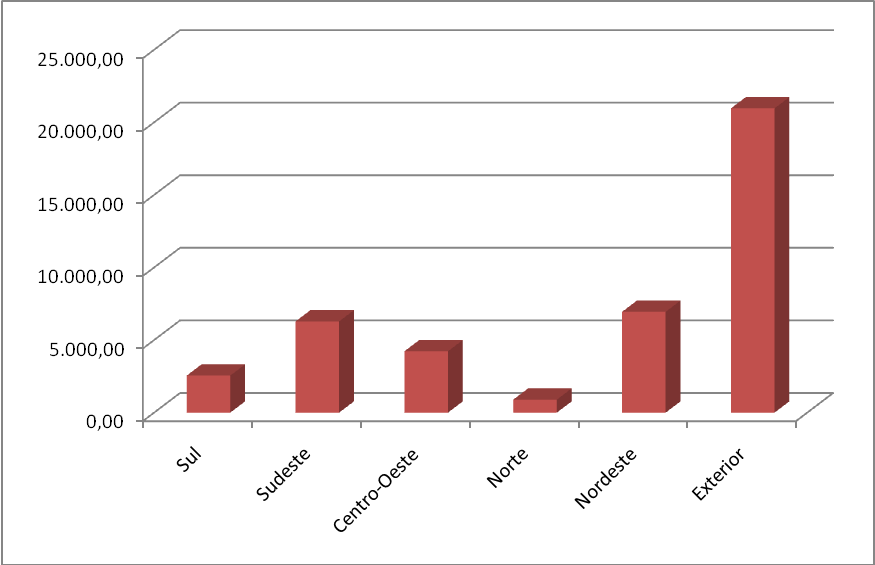 25.000,00
20.000,00
15.000,00
10.000,00
5.000,00
0,00
Sul
Sudeste
Centro-Oeste
Norte
Nordeste
Exterior